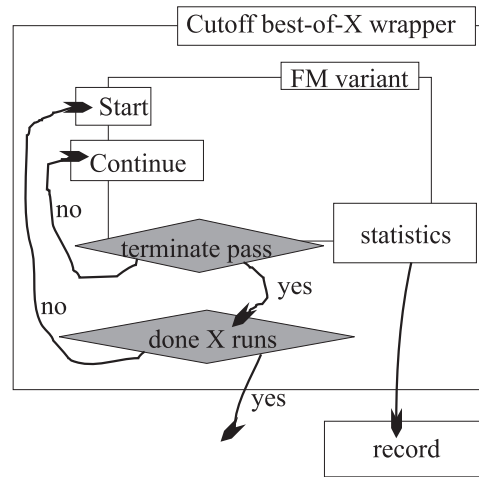 Cutoff best-of-X wrapper
FM variant
Start
Continue
no
terminate pass
statistics
yes
no
done X runs
yes
record